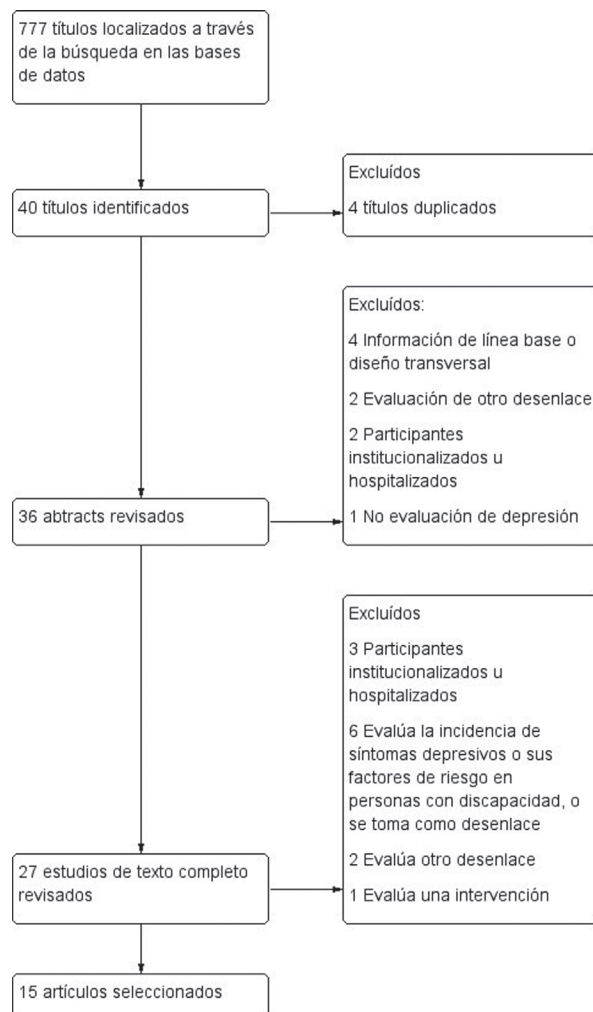 777 títulos localizados a través
de la búsqueda en las bases
de datos
40 títulos identificados
Excluídos
4 títulos duplicados
Excluídos:
4 Información de línea base o
diseño transversal
2 Evaluación de otro desenlace
2 Participantes
institucionalizados u
hospitalizados
1 No evaluación de depresión
36 abtracts revisados
Excluídos
3 Participantes
institucionalizados u
hospitalizados
6 Evalúa la incidencia de
síntomas depresivos o sus
factores de riesgo en
personas con discapacidad, o
se toma como desenlace
2 Evalúa otro desenlace
1 Evalúa una intervención
27 estudios de texto completo
revisados
15 artículos seleccionados